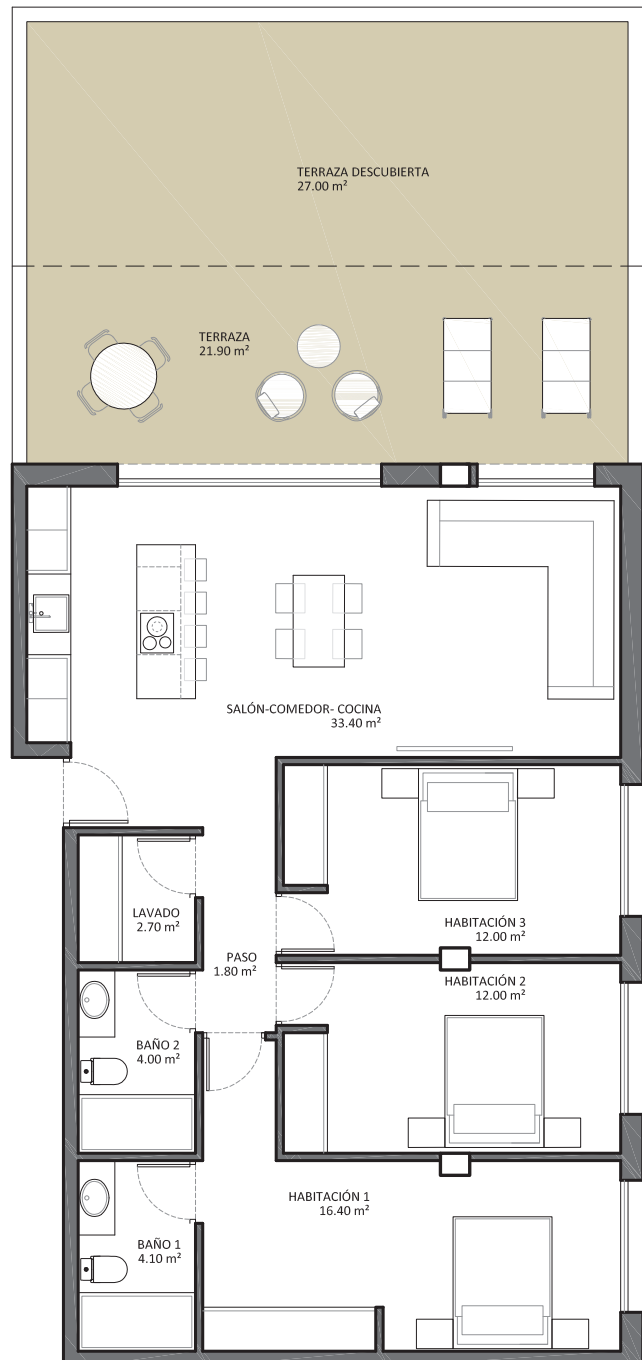 TERRAZA DESCUBIERTA
27.00 m²
TERRAZA
21.90 m²
SALÓN-COMEDOR- COCINA
33.40 m²
LAVADO
2.70 m²
HABITACIÓN 3
12.00 m²
PASO
1.80 m²
HABITACIÓN 2
12.00 m²
BAÑO 2
4.00 m²
HABITACIÓN 1
16.40 m²
BAÑO 1
4.10 m²